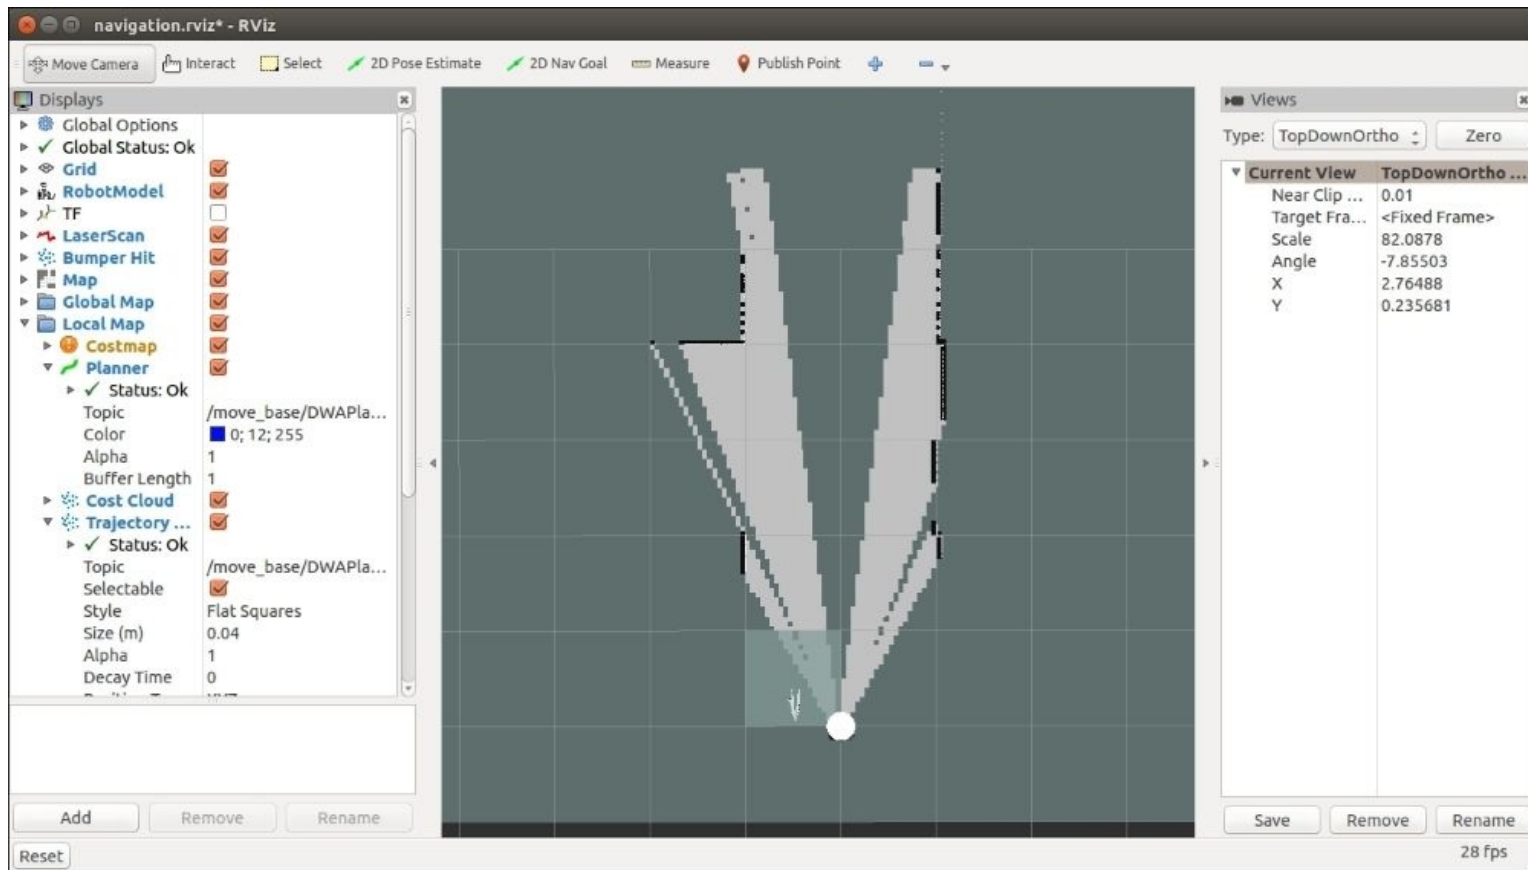 navigation.rviz* - RViz
Move Camera Interact Select 2D Pose Estimate 2D Nav Goal Measure Publish Point
Displays
Global Options
Global Status: Ok
Grid
RobotModel
TF
LaserScan
Bumper Hit
Map
Global Map
Local Map
Costmap
Planner
Status: Ok
Topic /move_base/DWAPla...
Color 0; 12; 255
Alpha 1
Buffer Length 1
Cost Cloud
Trajectory ...
Status: Ok
Topic /move_base/DWAPla...
Selectable
Style Flat Squares
Size (m) 0.04
Alpha 1
Decay Time 0
Add Remove Rename
Reset
Views
Type: TopDownOrtho Zero
Current View TopDownOrtho ...
Near Clip ... 0.01
Target Fra... <Fixed Frame>
Scale 82.0878
Angle -7.85503
X 2.76488
Y 0.235681
Save Remove Rename
28 fps